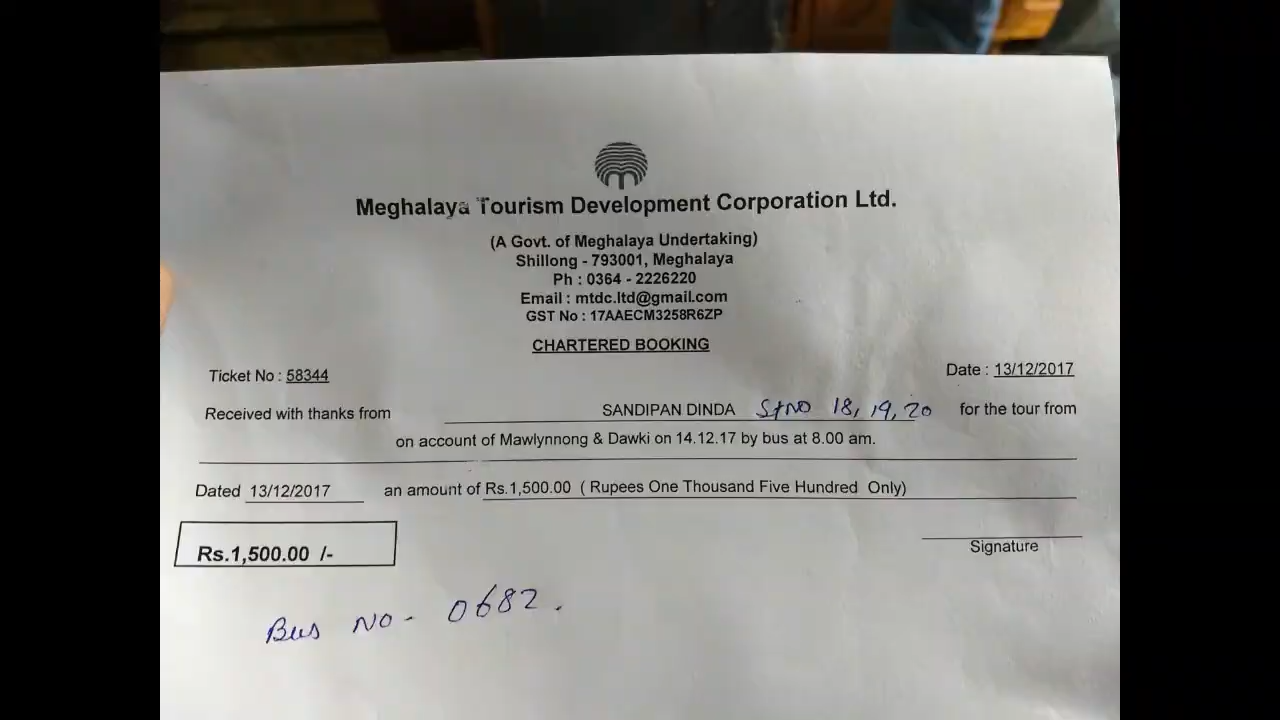 Meghalaya Tourism Development Corporation Ltd.
(A Govt. of Meghalaya Undertaking)
Shillong - 793001, Meghalaya
Ph : 0364 - 2226220
Email : mtdc.ltd@gmail.com
GST No : 17AAECM3258R6ZP
CHARTERED BOOKING
Ticket No : 58344 Date : 13/12/2017
Received with thanks from SANDIPAN DINDA StNO 18, 19, 20 for the tour from
on account of Mawlynnong & Dawki on 14.12.17 by bus at 8.00 am.
Dated 13/12/2017 an amount of Rs.1,500.00 ( Rupees One Thousand Five Hundred Only)
Rs.1,500.00 /-
Signature
Bus NO - 0682.